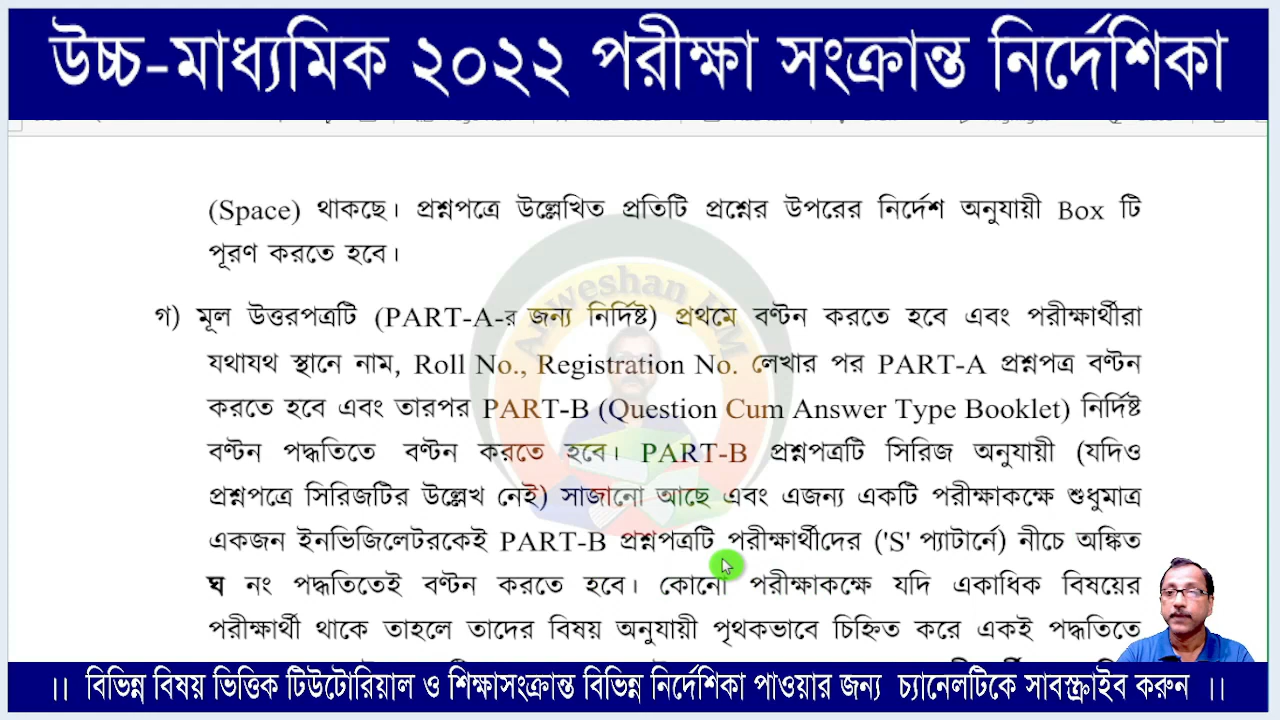 উচ্চ-মাধ্যমিক ২০২২ পরীক্ষা সংক্রান্ত নির্দেশিকা
(Space) থাকছে। প্রশ্নপত্রে উল্লেখিত প্রতিটি প্রশ্নের উপরের নির্দেশ অনুযায়ী Box টি
পূরণ করতে হবে।
গ) মূল উত্তরপত্রটি (PART-A-র জন্য নির্দিষ্ট) প্রথমে বণ্টন করতে হবে এবং পরীক্ষার্থীরা
যথাযথ স্থানে নাম, Roll No., Registration No. লেখার পর PART-A প্রশ্নপত্র বণ্টন
করতে হবে এবং তারপর PART-B (Question Cum Answer Type Booklet) নির্দিষ্ট
বণ্টন পদ্ধতিতে বণ্টন করতে হবে। PART-B প্রশ্নপত্রটি সিরিজ অনুযায়ী (যদিও
প্রশ্নপত্রে সিরিজটির উল্লেখ নেই) সাজানো আছে এবং এজন্য একটি পরীক্ষাকক্ষে শুধুমাত্র
একজন ইনভিজিলেটরকেই PART-B প্রশ্নপত্রটি পরীক্ষার্থীদের ('S' প্যাটার্নে) নীচে অঙ্কিত
ঘ নং পদ্ধতিতেই বণ্টন করতে হবে। কোনো পরীক্ষাকক্ষে যদি একাধিক বিষয়ের
পরীক্ষার্থী থাকে তাহলে তাদের বিষয় অনুযায়ী পৃথকভাবে চিহ্নিত করে একই পদ্ধতিতে
।। বিভিন্ন বিষয় ভিত্তিক টিউটোরিয়াল ও শিক্ষাসংক্রান্ত বিভিন্ন নির্দেশিকা পাওয়ার জন্য চ্যানেলটিকে সাবস্ক্রাইব করুন ।।